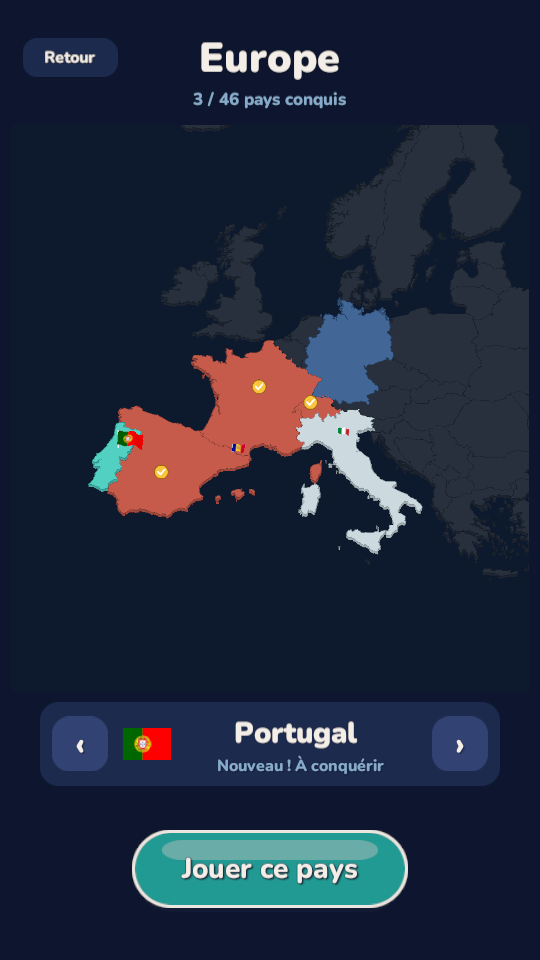 Retour
Europe
3 / 46 pays conquis
‹
Portugal
Nouveau ! À conquérir
›
Jouer ce pays